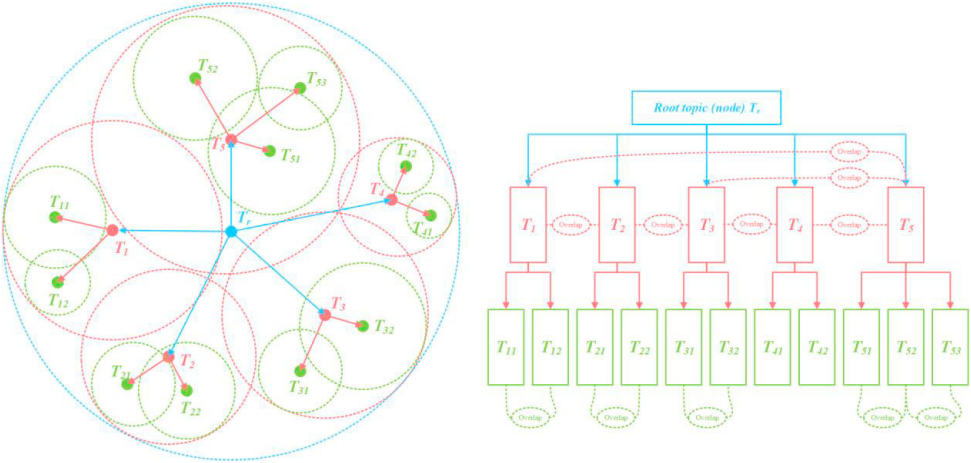 T52
T53
T5
T51
T42
T4
T41
Tr
T11
T1
T12
T3
T32
T31
T2
T21
T22
Root topic (node) Tr
Overlap
Overlap
T1 Overlap T2 Overlap T3 Overlap T4 Overlap T5
T11 T12 T21 T22 T31 T32 T41 T42 T51 T52 T53
Overlap Overlap Overlap Overlap Overlap